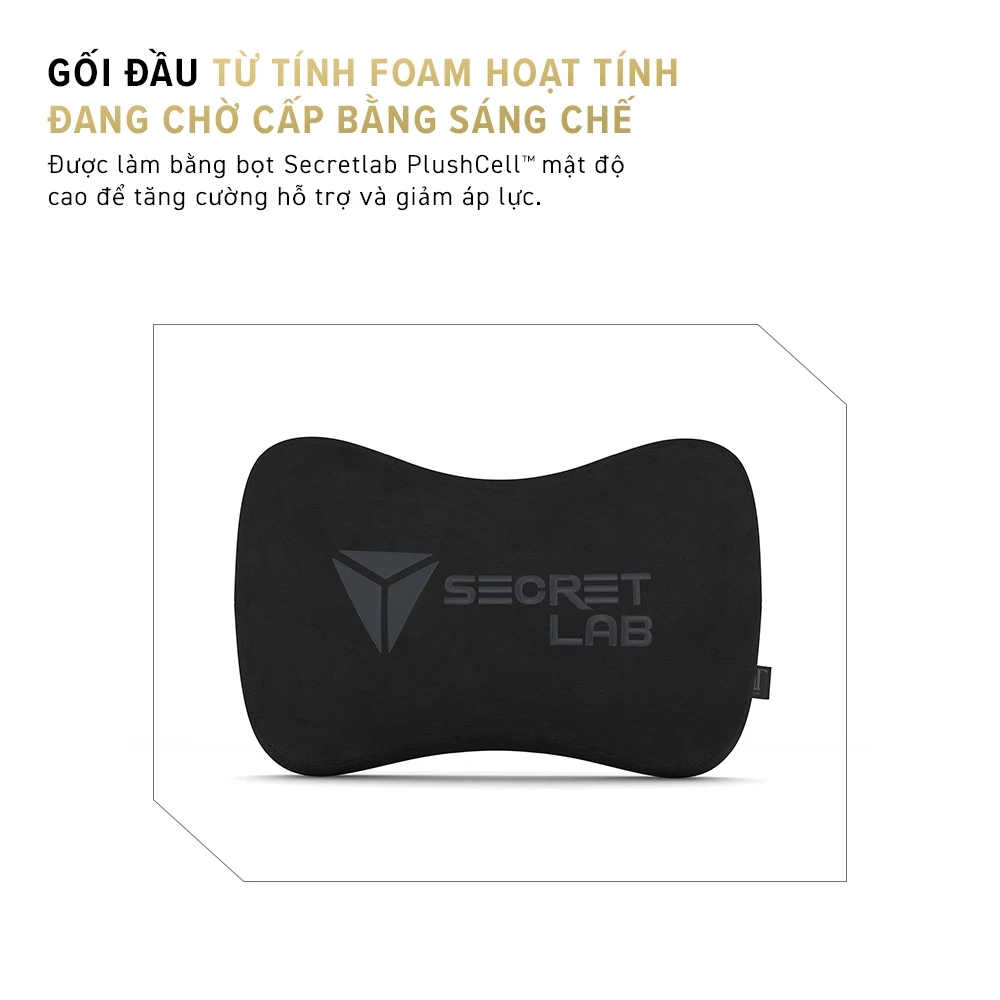 GỐI ĐẦU TỪ TÍNH FOAM HOẠT TÍNH
ĐANG CHỜ CẤP BẰNG SÁNG CHẾ
Được làm bằng bọt Secretlab PlushCell™ mật độ
cao để tăng cường hỗ trợ và giảm áp lực.
SECRET
LAB